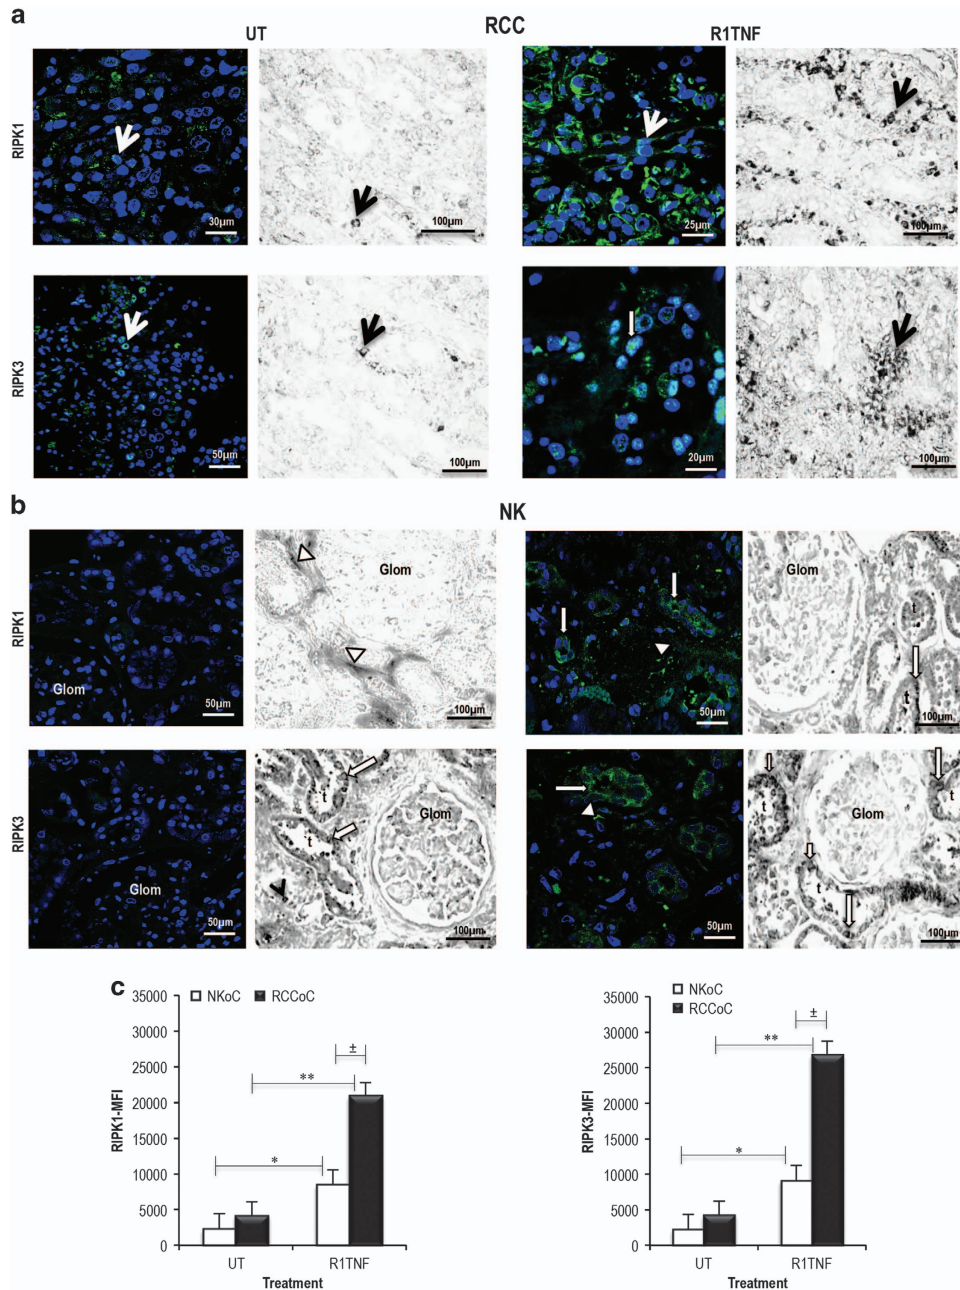 a
RCC
UT
R1TNF
RIPK1
30µm
100µm
25µm
100µm
RIPK3
50µm
100µm
20µm
100µm
b
NK
RIPK1
Glom
50µm
Glom
100µm
50µm
Glom
t
t
100µm
RIPK3
Glom
50µm
t
t
Glom
100µm
50µm
t
Glom
t
t
100µm
c
NKoC RCCoC
35000
30000
25000
20000
15000
10000
5000
0
RIPK1-MFI
±
**
*
UT R1TNF
Treatment
NKoC
RCCoC
35000
30000
25000
20000
15000
10000
5000
0
RIPK3-MFI
±
**
*
UT R1TNF
Treatment